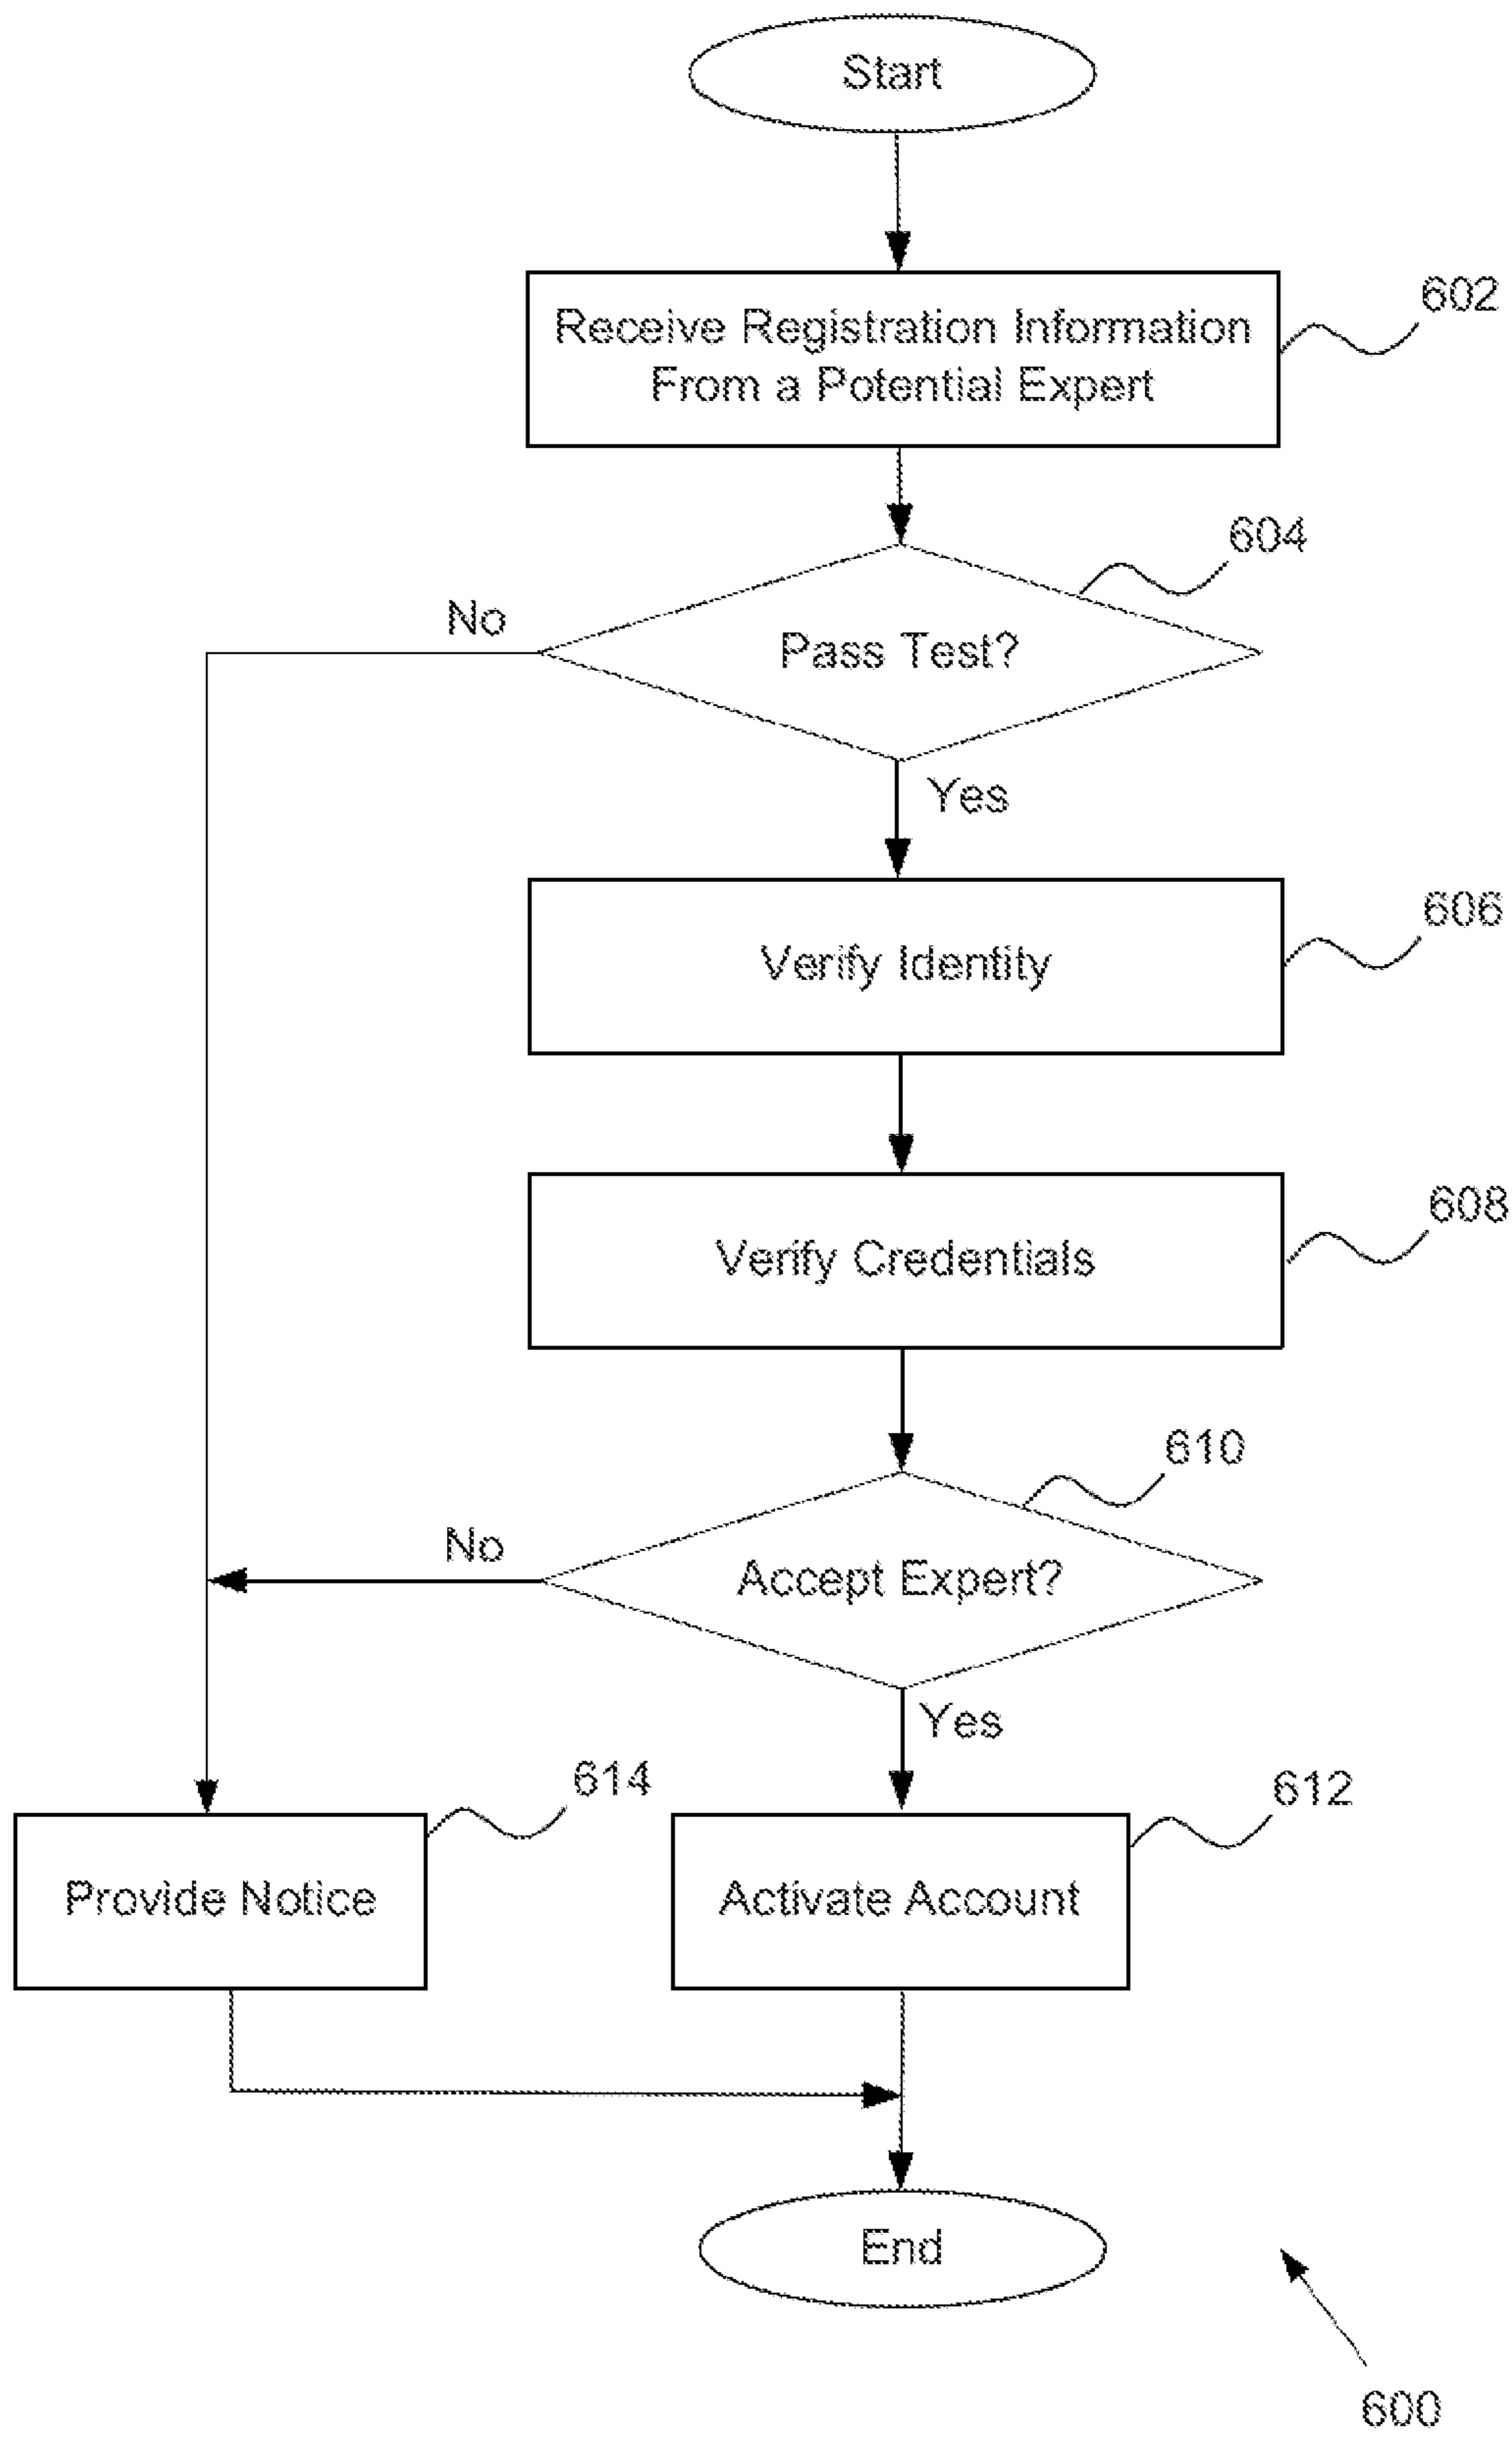 Start
Receive Registration Information
From a Potential Expert
602
604
No
Pass Test?
Yes
606
Verify Identity
608
Verify Credentials
610
No
Accept Expert?
Yes
614
612
Provide Notice
Activate Account
End
600